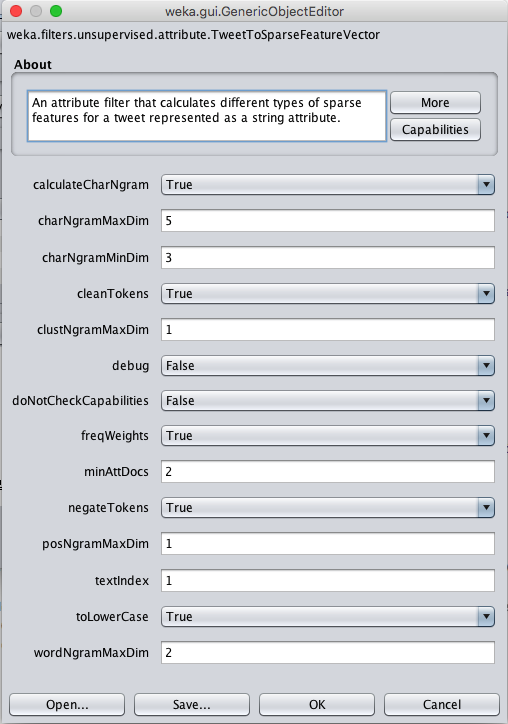 weka.gui.GenericObjectEditor
weka.filters.unsupervised.attribute.TweetToSparseFeatureVector
About
An attribute filter that calculates different types of sparse
features for a tweet represented as a string attribute.
More
Capabilities
calculateCharNgram True
charNgramMaxDim 5
charNgramMinDim 3
cleanTokens True
clustNgramMaxDim 1
debug False
doNotCheckCapabilities False
freqWeights True
minAttDocs 2
negateTokens True
posNgramMaxDim 1
textIndex 1
toLowerCase True
wordNgramMaxDim 2
Open... Save... OK Cancel